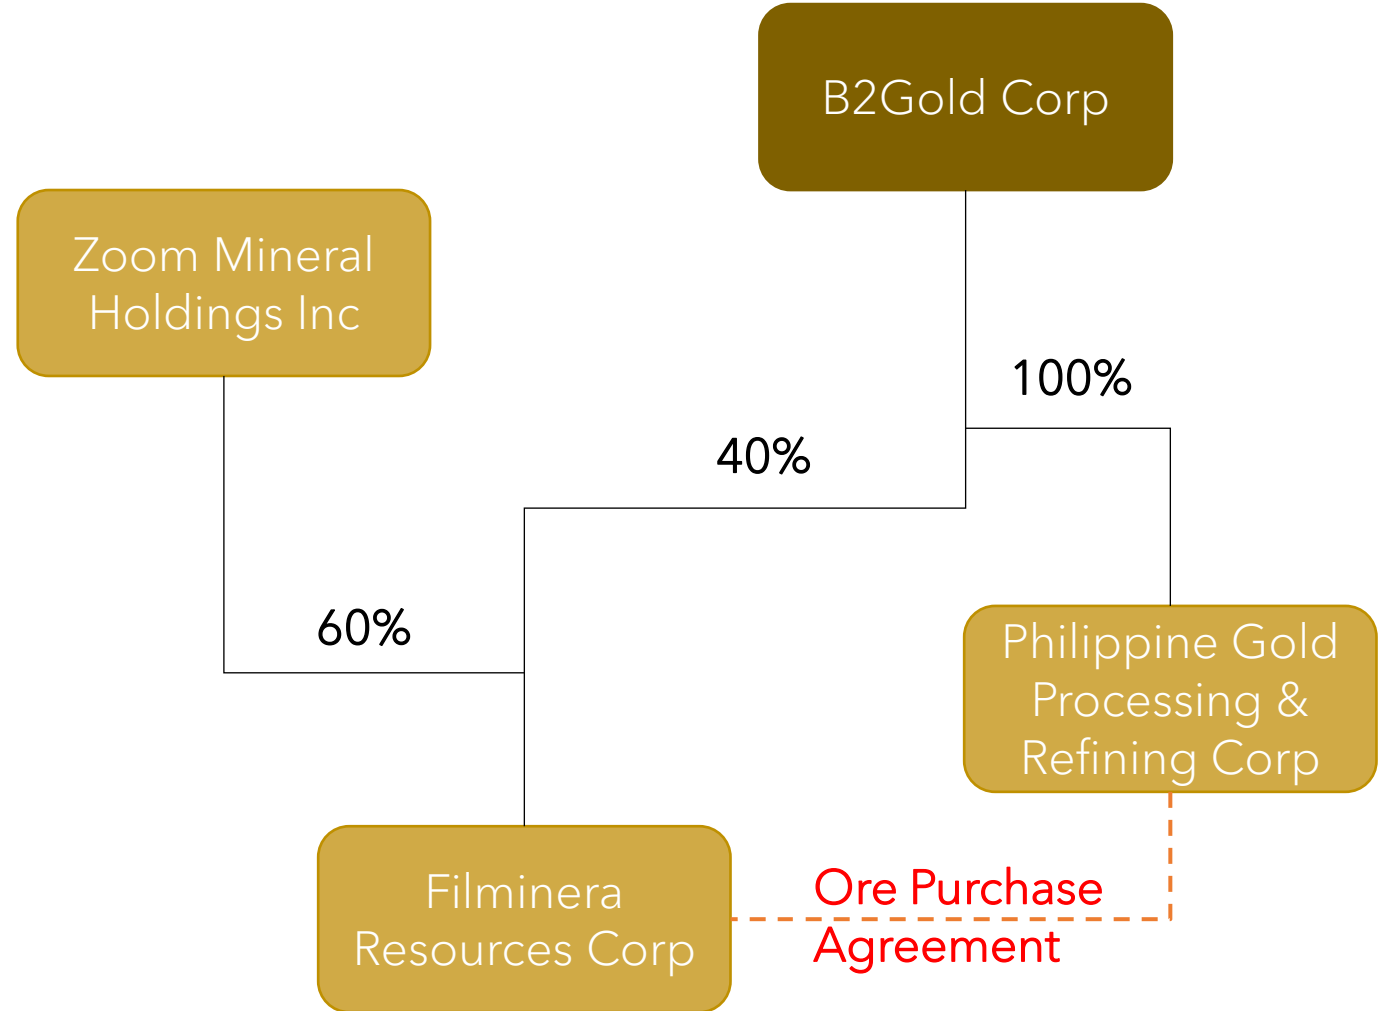 B2Gold Corp
Zoom Mineral
Holdings Inc
100%
40%
60%
Philippine Gold
Processing &
Refining Corp
Filminera
Resources Corp
Ore Purchase
Agreement